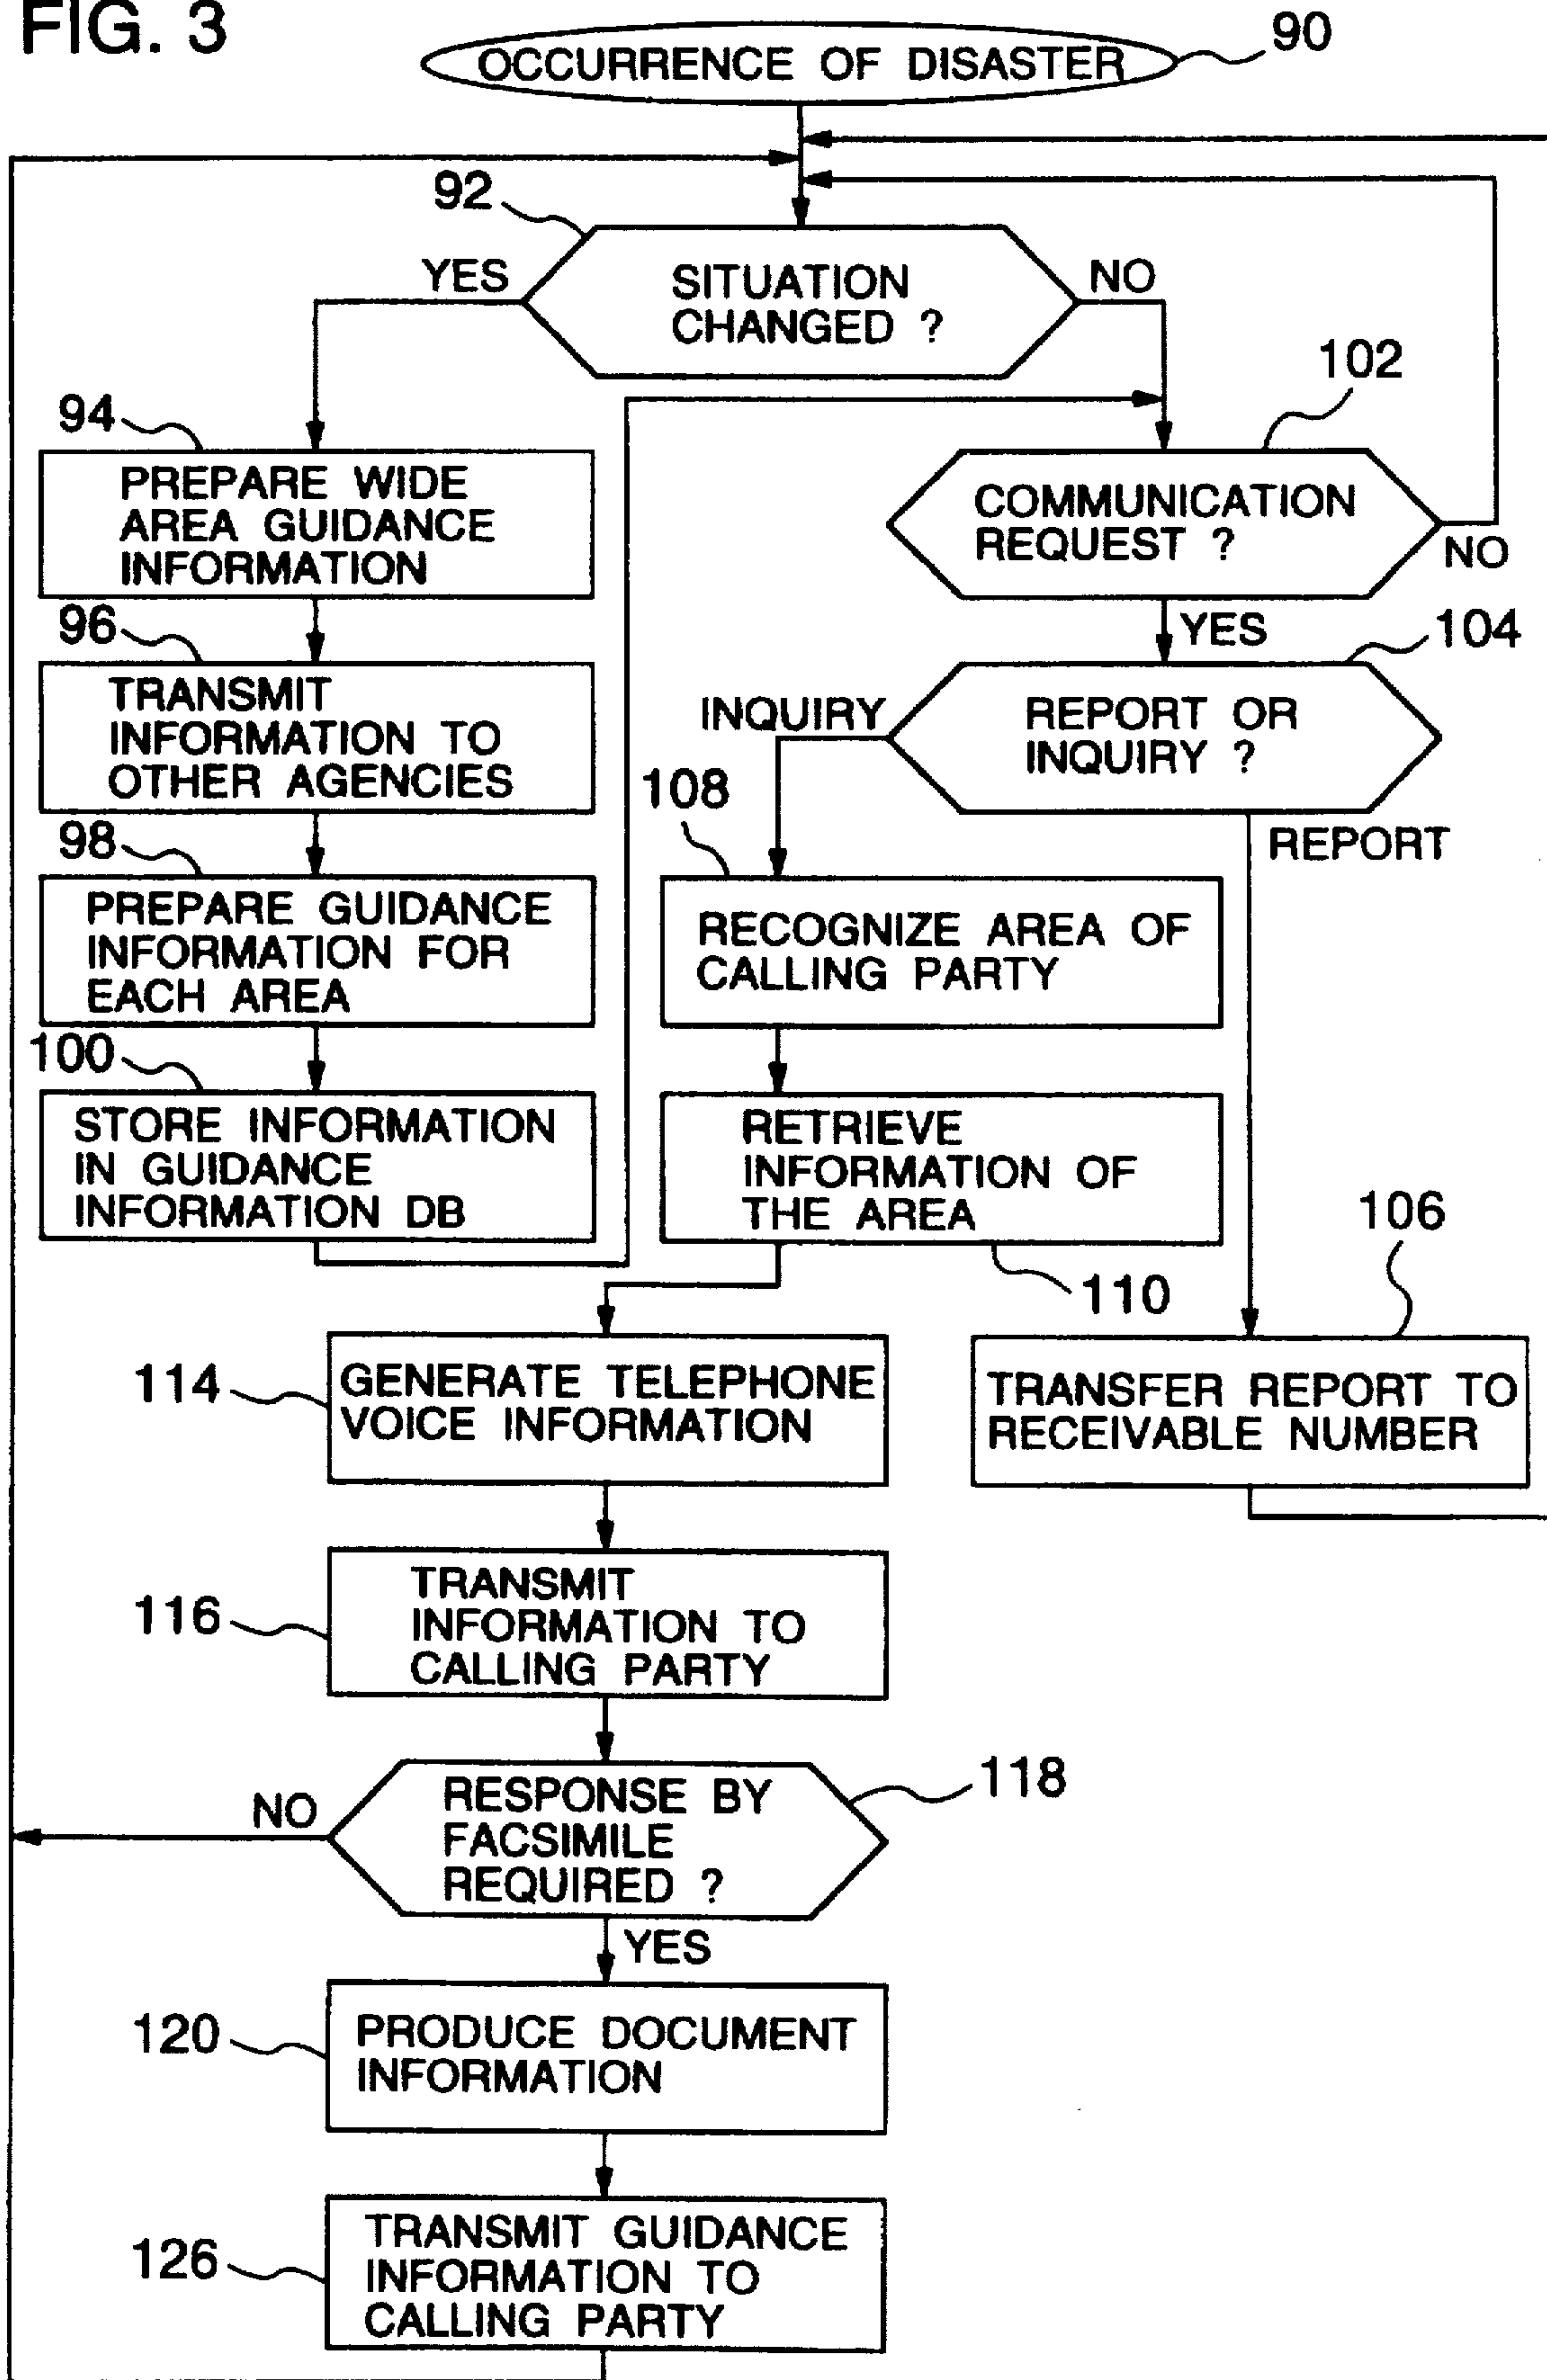 FIG. 3
OCCURRENCE OF DISASTER
90
92
YES
SITUATION
CHANGED ?
NO
102
94
PREPARE WIDE
AREA GUIDANCE
INFORMATION
COMMUNICATION
REQUEST ?
NO
YES
96
TRANSMIT
INFORMATION TO
OTHER AGENCIES
104
INQUIRY
REPORT OR
INQUIRY ?
REPORT
108
98
PREPARE GUIDANCE
INFORMATION FOR
EACH AREA
RECOGNIZE AREA OF
CALLING PARTY
100
STORE INFORMATION
IN GUIDANCE
INFORMATION DB
RETRIEVE
INFORMATION OF
THE AREA
110
106
114
GENERATE TELEPHONE
VOICE INFORMATION
TRANSFER REPORT TO
RECEIVABLE NUMBER
116
TRANSMIT
INFORMATION TO
CALLING PARTY
118
NO
RESPONSE BY
FACSIMILE
REQUIRED ?
YES
120
PRODUCE DOCUMENT
INFORMATION
126
TRANSMIT GUIDANCE
INFORMATION TO
CALLING PARTY